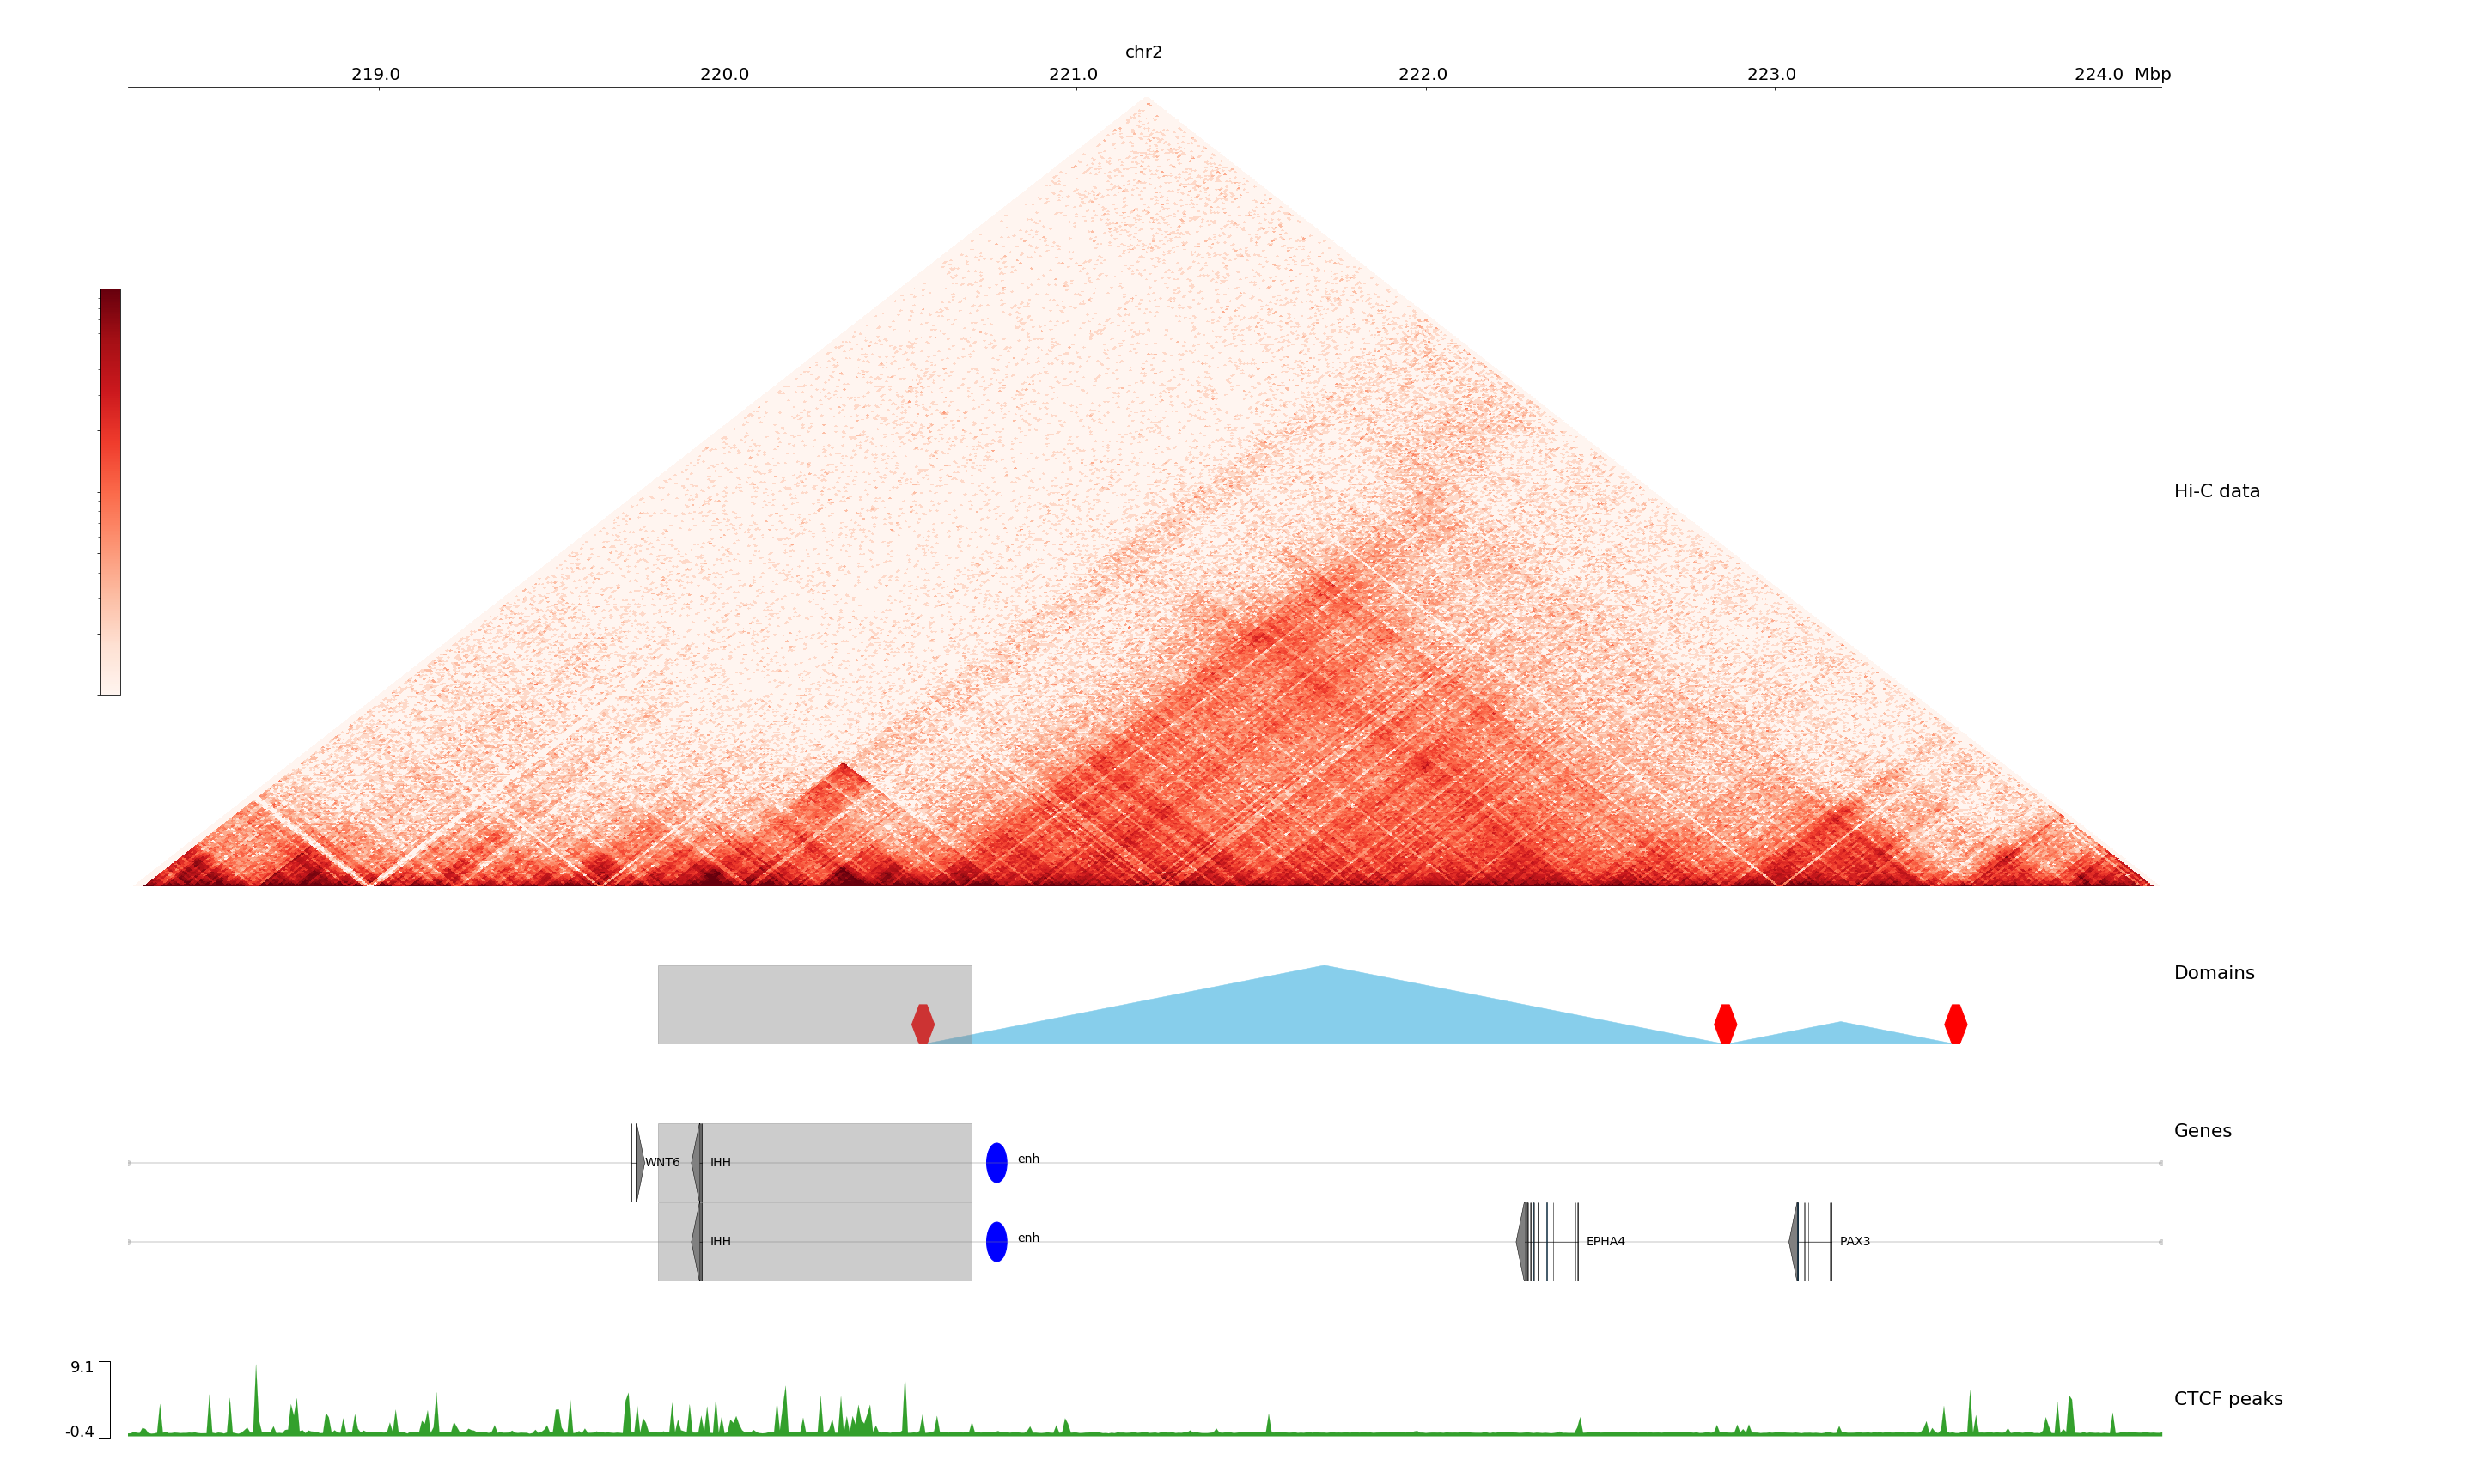 chr2
219.0 220.0 221.0 222.0 223.0 224.0 Mbp
Hi-C data
Domains
Genes
WNT6 IHH enh
IHH enh EPHA4 PAX3
9.1
CTCF peaks
-0.4